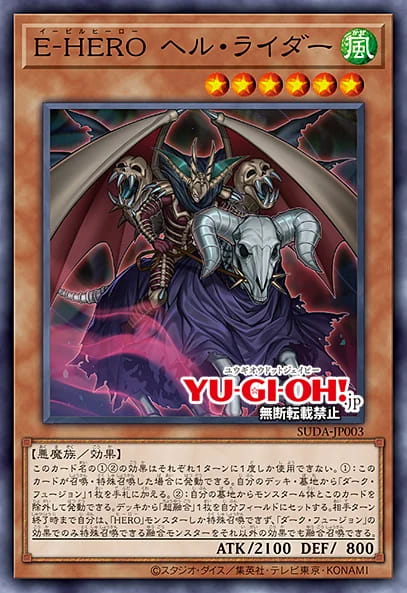 イービルヒーロー
E-HERO ヘル・ライダー 風
ユウギオウドットジェイピー
YU-GI-OH!.jp
無断転載禁止
SUDA-JP003
【悪魔族/効果】
このカード名の①②の効果はそれぞれ1ターンに1度しか使用できない。①:この
カードが召喚・特殊召喚した場合に発動できる。自分のデッキ・墓地から「ダーク・
フュージョン」1枚を手札に加える。②:自分の墓地からモンスター4体とこのカードを
除外して発動できる。デッキから「超融合」1枚を自分フィールドにセットする。相手ターン
終了時まで自分は、「HERO」モンスターしか特殊召喚できず、「ダーク・フュージョン」の
効果でのみ特殊召喚できる融合モンスターをそれ以外の効果でも融合召喚できる。
ATK/2100 DEF/ 800
©スタジオ・ダイス/集英社・テレビ東京・KONAMI